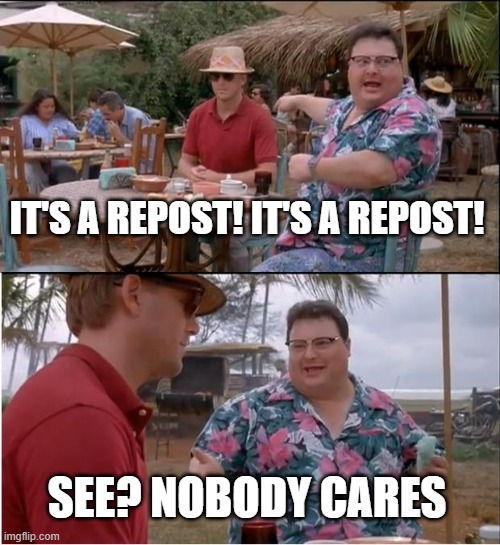 IT'S A REPOST! IT'S A REPOST!
SEE? NOBODY CARES
imgflip.com